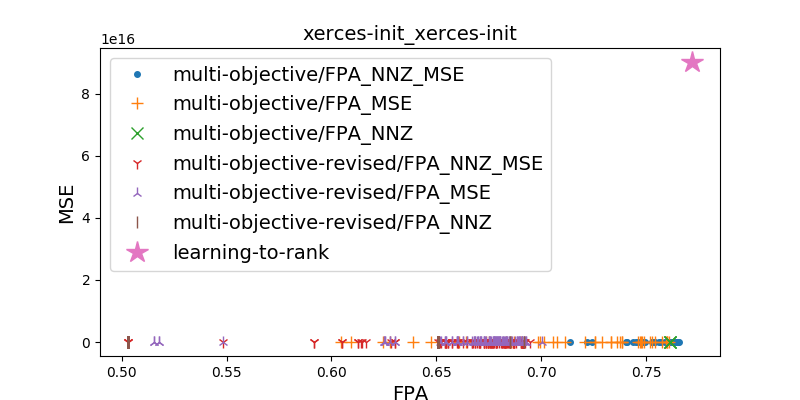 xerces-init_xerces-init
1e16
8
6
4
2
0
MSE
multi-objective/FPA_NNZ_MSE
multi-objective/FPA_MSE
multi-objective/FPA_NNZ
multi-objective-revised/FPA_NNZ_MSE
multi-objective-revised/FPA_MSE
multi-objective-revised/FPA_NNZ
learning-to-rank
0.50 0.55 0.60 0.65 0.70 0.75
FPA